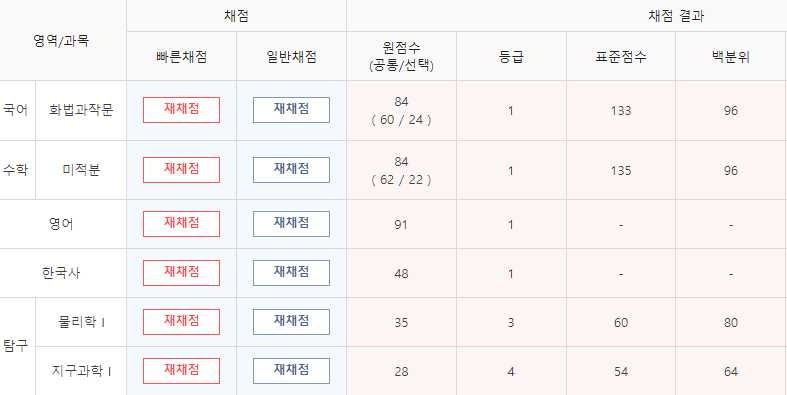 영역/과목 채점 채점 결과
빠른채점 일반채점 원점수 (공통/선택) 등급 표준점수 백분위
국어 화법과작문 재채점 재채점 84 ( 60 / 24 ) 1 133 96
수학 미적분 재채점 재채점 84 ( 62 / 22 ) 1 135 96
영어 재채점 재채점 91 1 - -
한국사 재채점 재채점 48 1 - -
탐구 물리학 I 재채점 재채점 35 3 60 80
지구과학 I 재채점 재채점 28 4 54 64